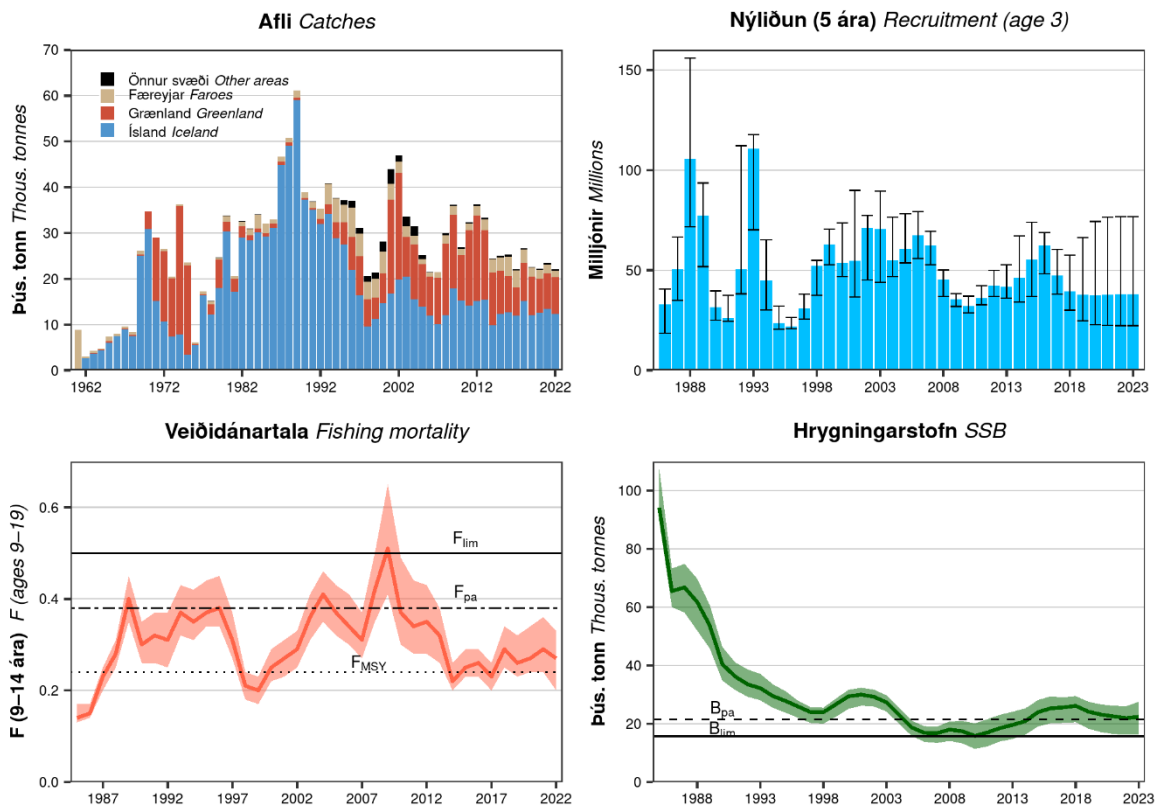 Afli Catches
Þús. tonn Thous. tonnes
70
60
50
40
30
20
10
0
Önnur svæði Other areas
Færeyjar Faroes
Grænland Greenland
Ísland Iceland
1962 1972 1982 1992 2002 2012 2022
Nýliðun (5 ára) Recruitment (age 3)
Milljónir Millions
150
100
50
0
1988 1993 1998 2003 2008 2013 2018 2023
Veiðidánartala Fishing mortality
F (9–14 ára) F (ages 9–19)
0.6
0.4
0.2
0.0
Flim
Fpa
FMSY
1987 1992 1997 2002 2007 2012 2017 2022
Hrygningarstofn SSB
Þús. tonn Thous. tonnes
100
80
60
40
20
0
Bpa
Blim
1988 1993 1998 2003 2008 2013 2018 2023